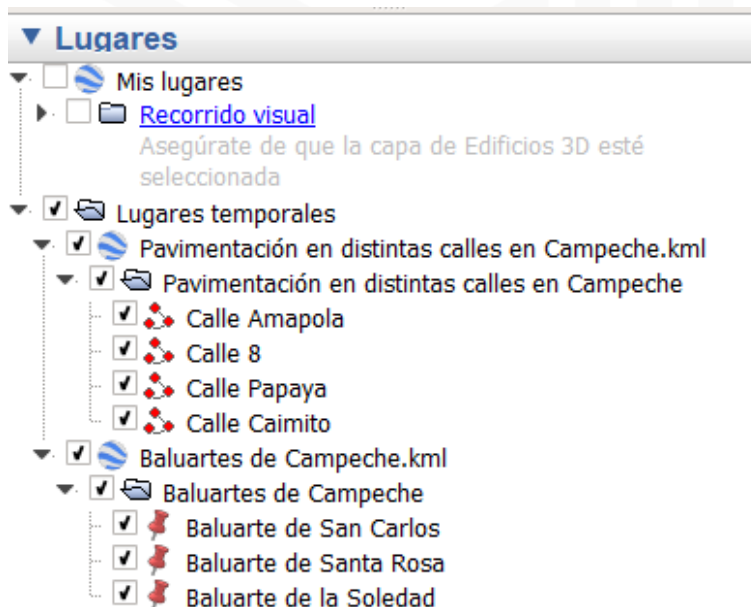 Lugares
Mis lugares
Recorrido visual
Asegúrate de que la capa de Edificios 3D esté
seleccionada
Lugares temporales
Pavimentación en distintas calles en Campeche.kml
Pavimentación en distintas calles en Campeche
Calle Amapola
Calle 8
Calle Papaya
Calle Caimito
Baluartes de Campeche.kml
Baluartes de Campeche
Baluarte de San Carlos
Baluarte de Santa Rosa
Baluarte de la Soledad